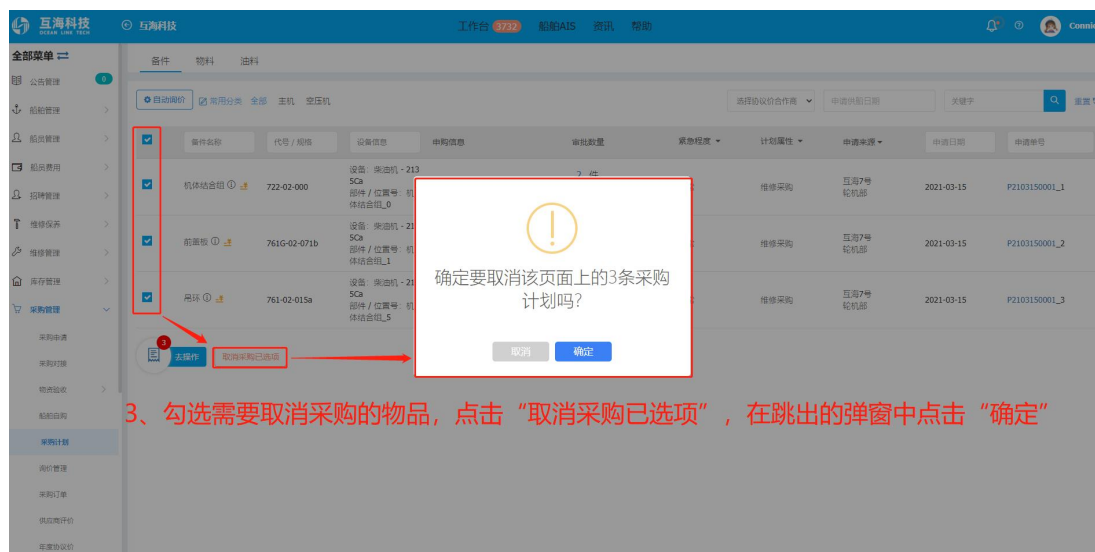 互海科技
OCEAN LINK TECH
互海科技
工作台 3732 船舶AIS 资讯 帮助
Connie
全部菜单
公告管理 0
船舶管理
船员管理
船员费用
招聘管理
维修保养
维修管理
库存管理
采购管理
采购申请
采购对接
物资验收
船舶自购
采购计划
询价管理
采购订单
供应商评价
年度协议价
备件 物料 油料
自动询价 常用分类 全部 主机 空压机
选择协议价合作商 申请供船日期 关键字 重置
备件名称 代号 / 规格 设备信息 申购信息 审批数量 紧急程度 计划属性 申请来源 申请日期 申请单号
机体结合组 722-02-000
设备: 柴油机 - 213
5Ca
部件 / 位置号: 机
体结合组_0
2 件
维修采购
互海7号
轮机部
2021-03-15 P2103150001_1
前盖板 761G-02-071b
设备: 柴油机 - 21
5Ca
部件 / 位置号: 机
体结合组_1
维修采购
互海7号
轮机部
2021-03-15 P2103150001_2
吊环 761-02-015a
设备: 柴油机 - 21
5Ca
部件 / 位置号: 机
体结合组_5
维修采购
互海7号
轮机部
2021-03-15 P2103150001_3
确定要取消该页面上的3条采购
计划吗?
取消 确定
3
去操作 取消采购已选项
3、勾选需要取消采购的物品，点击“取消采购已选项”，在跳出的弹窗中点击“确定”